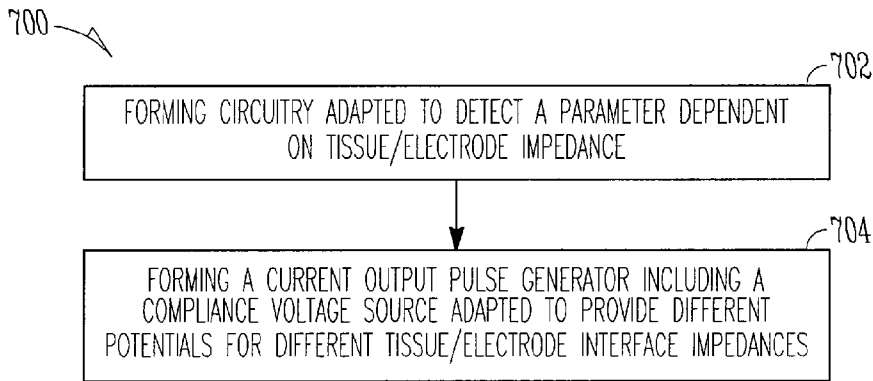 700
702
FORMING CIRCUITRY ADAPTED TO DETECT A PARAMETER DEPENDENT
ON TISSUE/ELECTRODE IMPEDANCE
704
FORMING A CURRENT OUTPUT PULSE GENERATOR INCLUDING A
COMPLIANCE VOLTAGE SOURCE ADAPTED TO PROVIDE DIFFERENT
POTENTIALS FOR DIFFERENT TISSUE/ELECTRODE INTERFACE IMPEDANCES